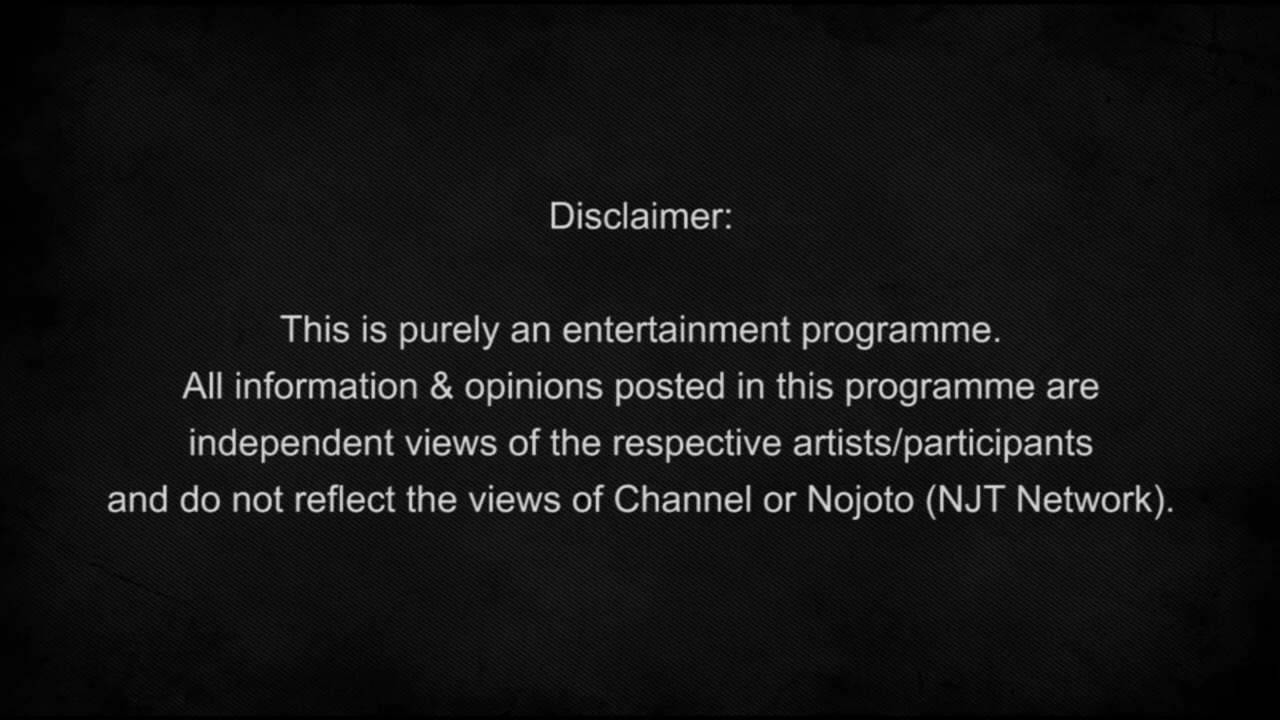 Disclaimer:
This is purely an entertainment programme.
All information & opinions posted in this programme are
independent views of the respective artists/participants
and do not reflect the views of Channel or Nojoto (NJT Network).